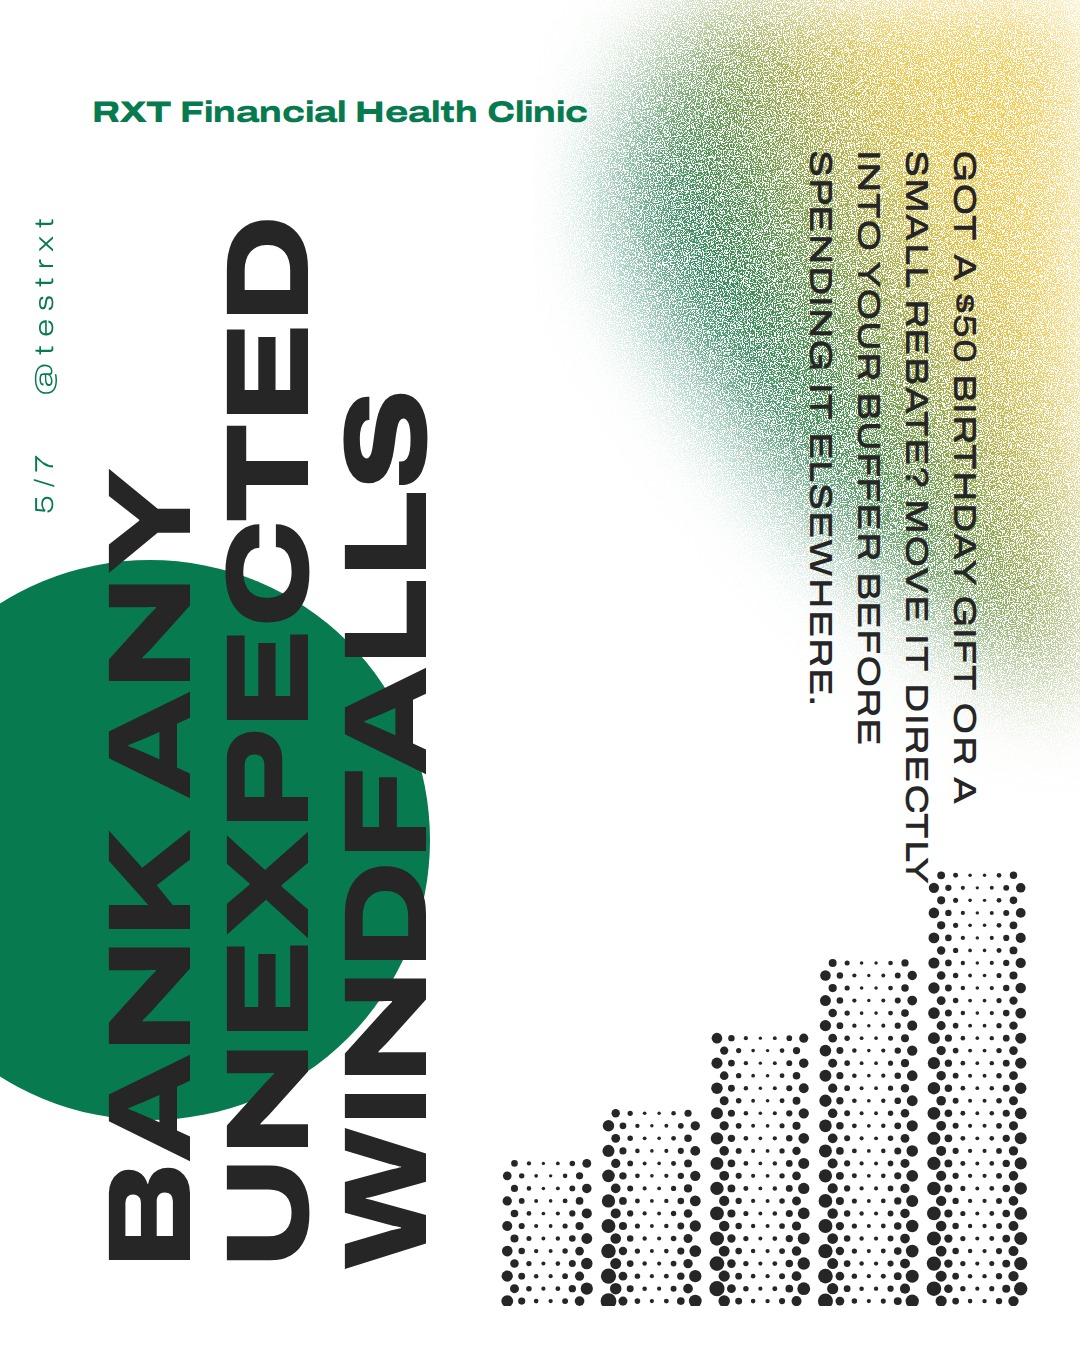 RXT Financial Health Clinic
5/7 @testrxt
BANK ANY
UNEXPECTED
WINDFALLS
GOT A $50 BIRTHDAY GIFT OR A
SMALL REBATE? MOVE IT DIRECTLY
INTO YOUR BUFFER BEFORE
SPENDING IT ELSEWHERE.